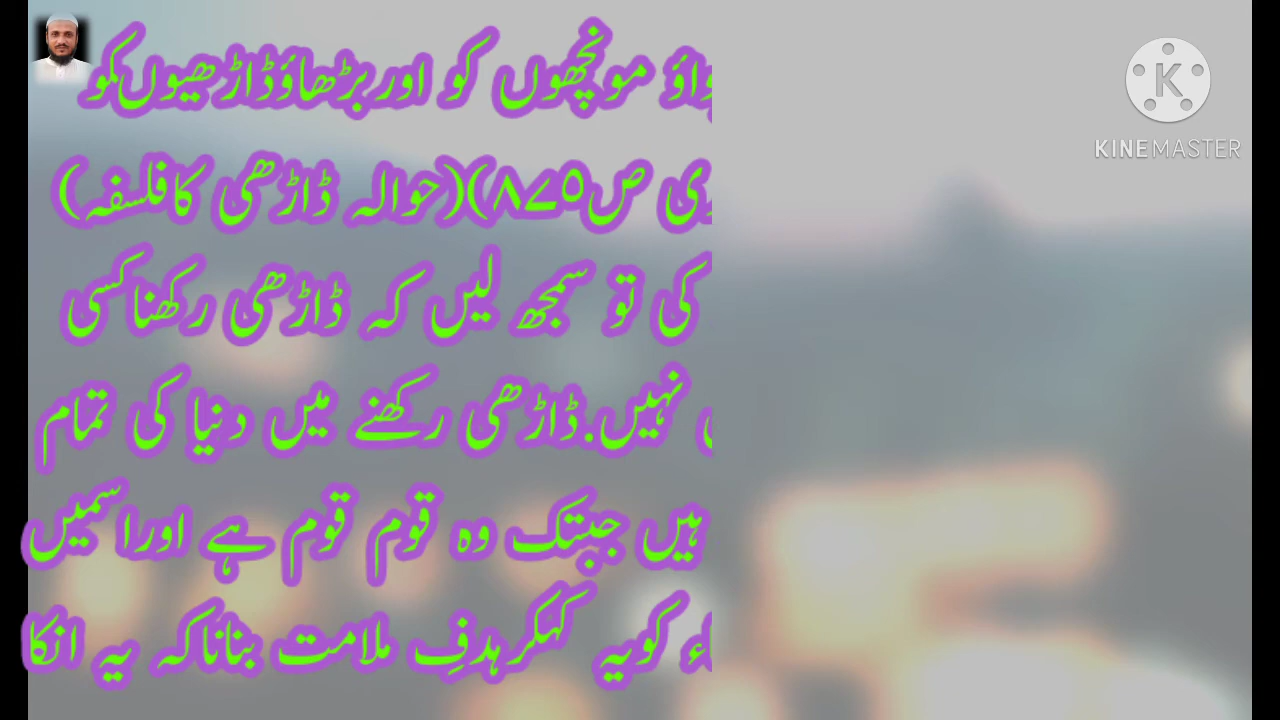 مونچھوں کو اور بڑھاؤ ڈاڑھیوں کو
ص٨٧٥)(حوالہ ڈاڑھی کا فلسفہ)
کی تو سمجھ لیں کہ ڈاڑھی رکھنا کسی
نہیں.ڈاڑھی رکھنے میں دنیا کی تمام
ہیں جبتک وہ قوم قوم ہے اور اسمیں
کو یہ کہکر ہدفِ ملامت بنانا کہ یہ انکا
KINEMASTER